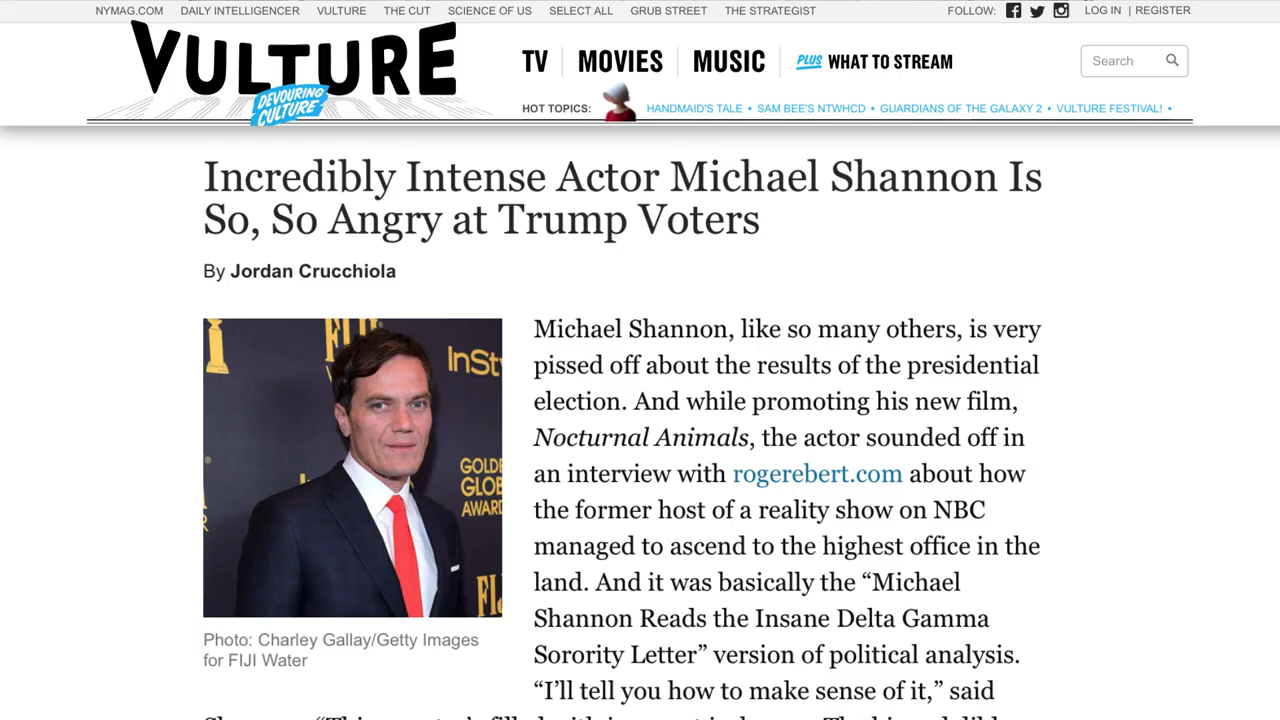 NYMAG.COM DAILY INTELLIGENCER VULTURE THE CUT SCIENCE OF US SELECT ALL GRUB STREET THE STRATEGIST FOLLOW: LOG IN | REGISTER
VULTURE
DEVOURING
CULTURE
TV MOVIES MUSIC PLUS WHAT TO STREAM Search
HOT TOPICS: HANDMAID'S TALE • SAM BEE'S NTWHCD • GUARDIANS OF THE GALAXY 2 • VULTURE FESTIVAL! •
Incredibly Intense Actor Michael Shannon Is
So, So Angry at Trump Voters
By Jordan Crucchiola
FIJI
InSty
GOLDE
GLOB
AWARD
FIJ
Photo: Charley Gallay/Getty Images
for FIJI Water
Michael Shannon, like so many others, is very
pissed off about the results of the presidential
election. And while promoting his new film,
Nocturnal Animals, the actor sounded off in
an interview with rogerebert.com about how
the former host of a reality show on NBC
managed to ascend to the highest office in the
land. And it was basically the “Michael
Shannon Reads the Insane Delta Gamma
Sorority Letter” version of political analysis.
“I’ll tell you how to make sense of it,” said